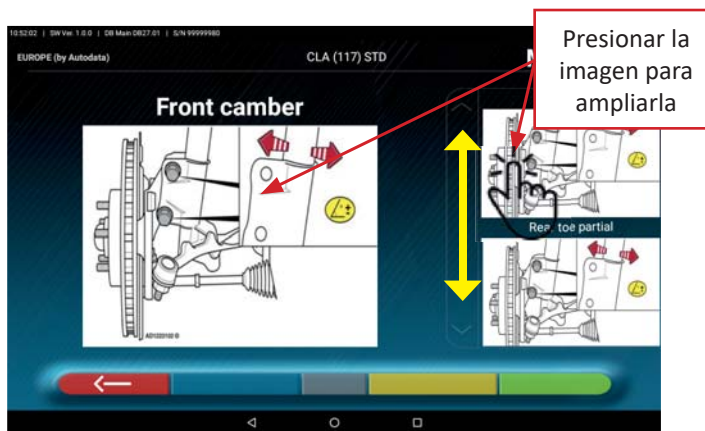 10:52:02 | SW Ver. 1.0.0 | DB Main DB27.01 | S/N 99999980
EUROPE (by Autodata)
CLA (117) STD
Presionar la
imagen para
ampliarla
Front camber
AD1020102 ©
toe partial